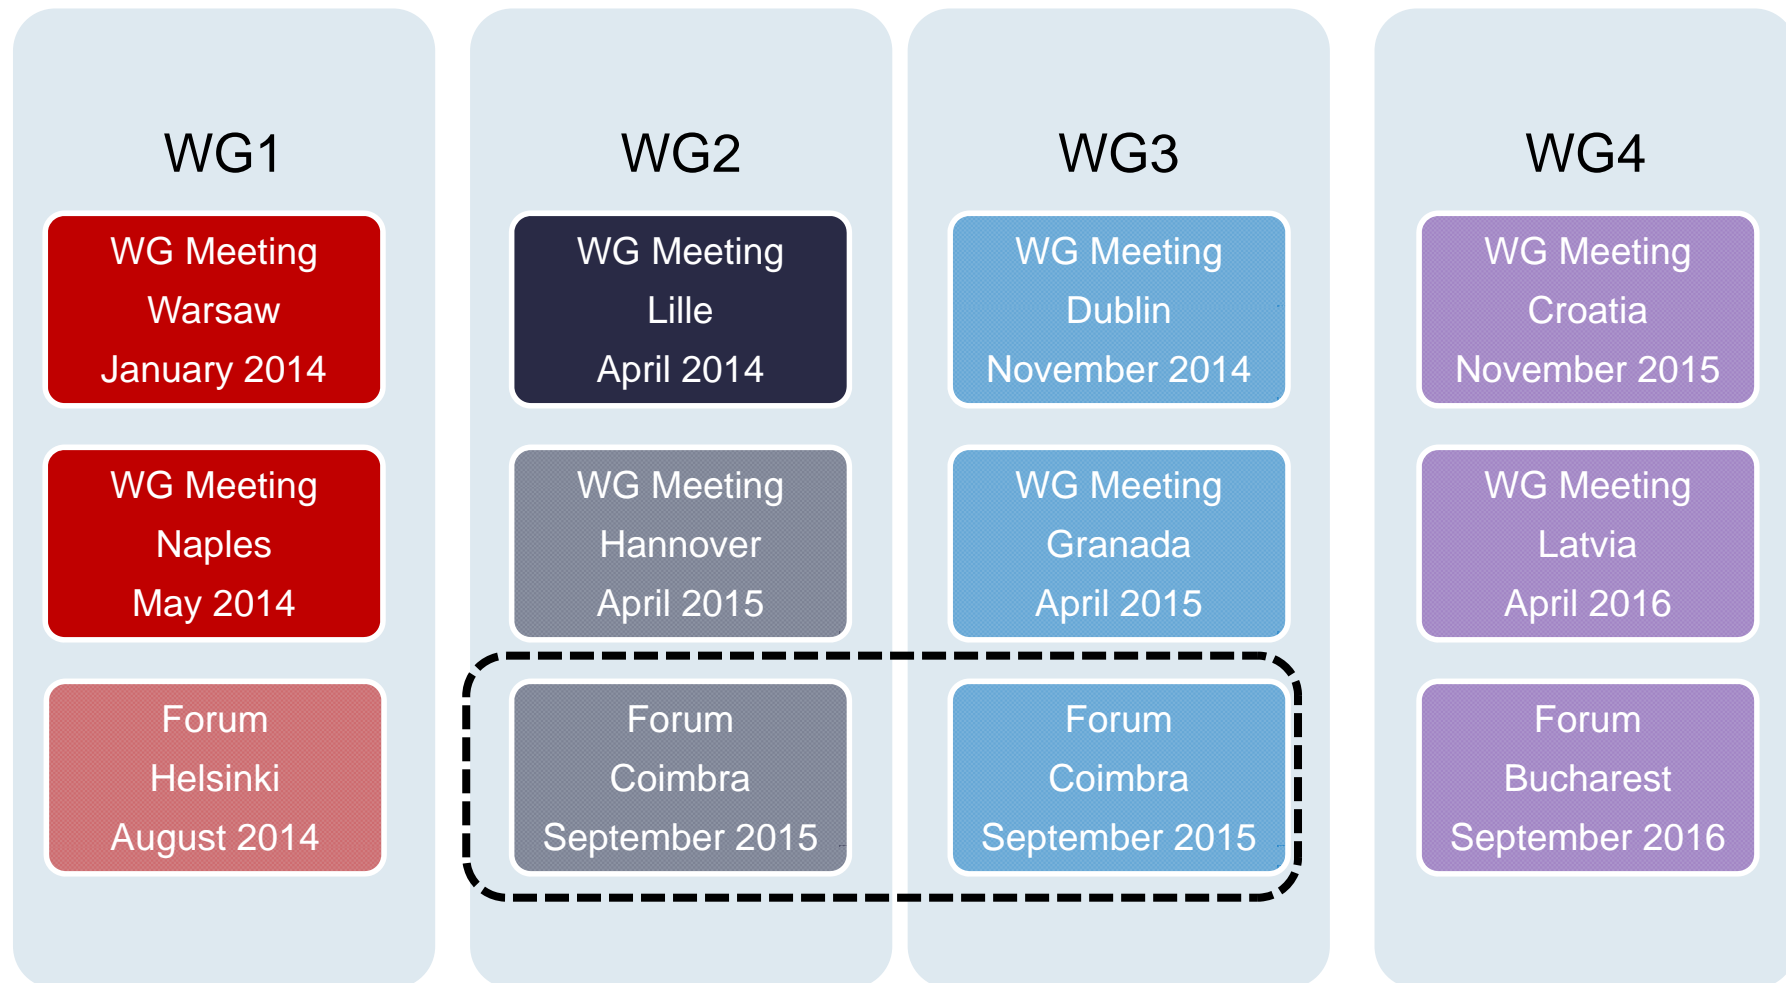 WG1
WG Meeting
Warsaw
January 2014
WG Meeting
Naples
May 2014
Forum
Helsinki
August 2014
WG2
WG Meeting
Lille
April 2014
WG Meeting
Hannover
April 2015
Forum
Coimbra
September 2015
WG3
WG Meeting
Dublin
November 2014
WG Meeting
Granada
April 2015
Forum
Coimbra
September 2015
WG4
WG Meeting
Croatia
November 2015
WG Meeting
Latvia
April 2016
Forum
Bucharest
September 2016